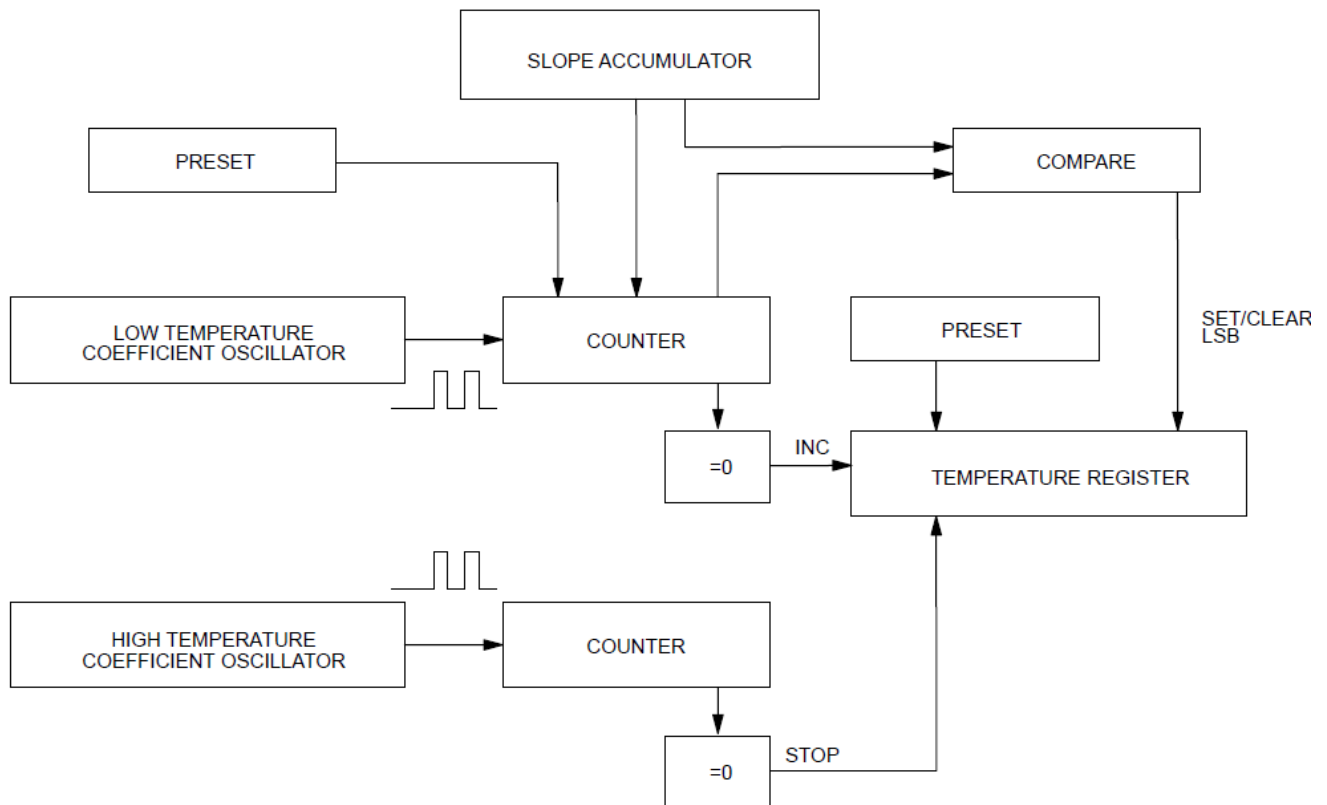 SLOPE ACCUMULATOR
PRESET
COMPARE
LOW TEMPERATURE
COEFFICIENT OSCILLATOR
COUNTER
PRESET
SET/CLEAR
LSB
=0
INC
TEMPERATURE REGISTER
HIGH TEMPERATURE
COEFFICIENT OSCILLATOR
COUNTER
=0
STOP